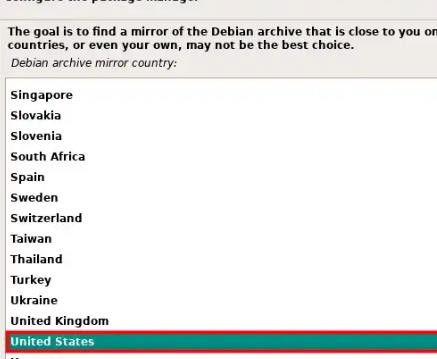 The goal is to find a mirror of the Debian archive that is close to you on
countries, or even your own, may not be the best choice.
Debian archive mirror country:
Singapore
Slovakia
Slovenia
South Africa
Spain
Sweden
Switzerland
Taiwan
Thailand
Turkey
Ukraine
United Kingdom
United States